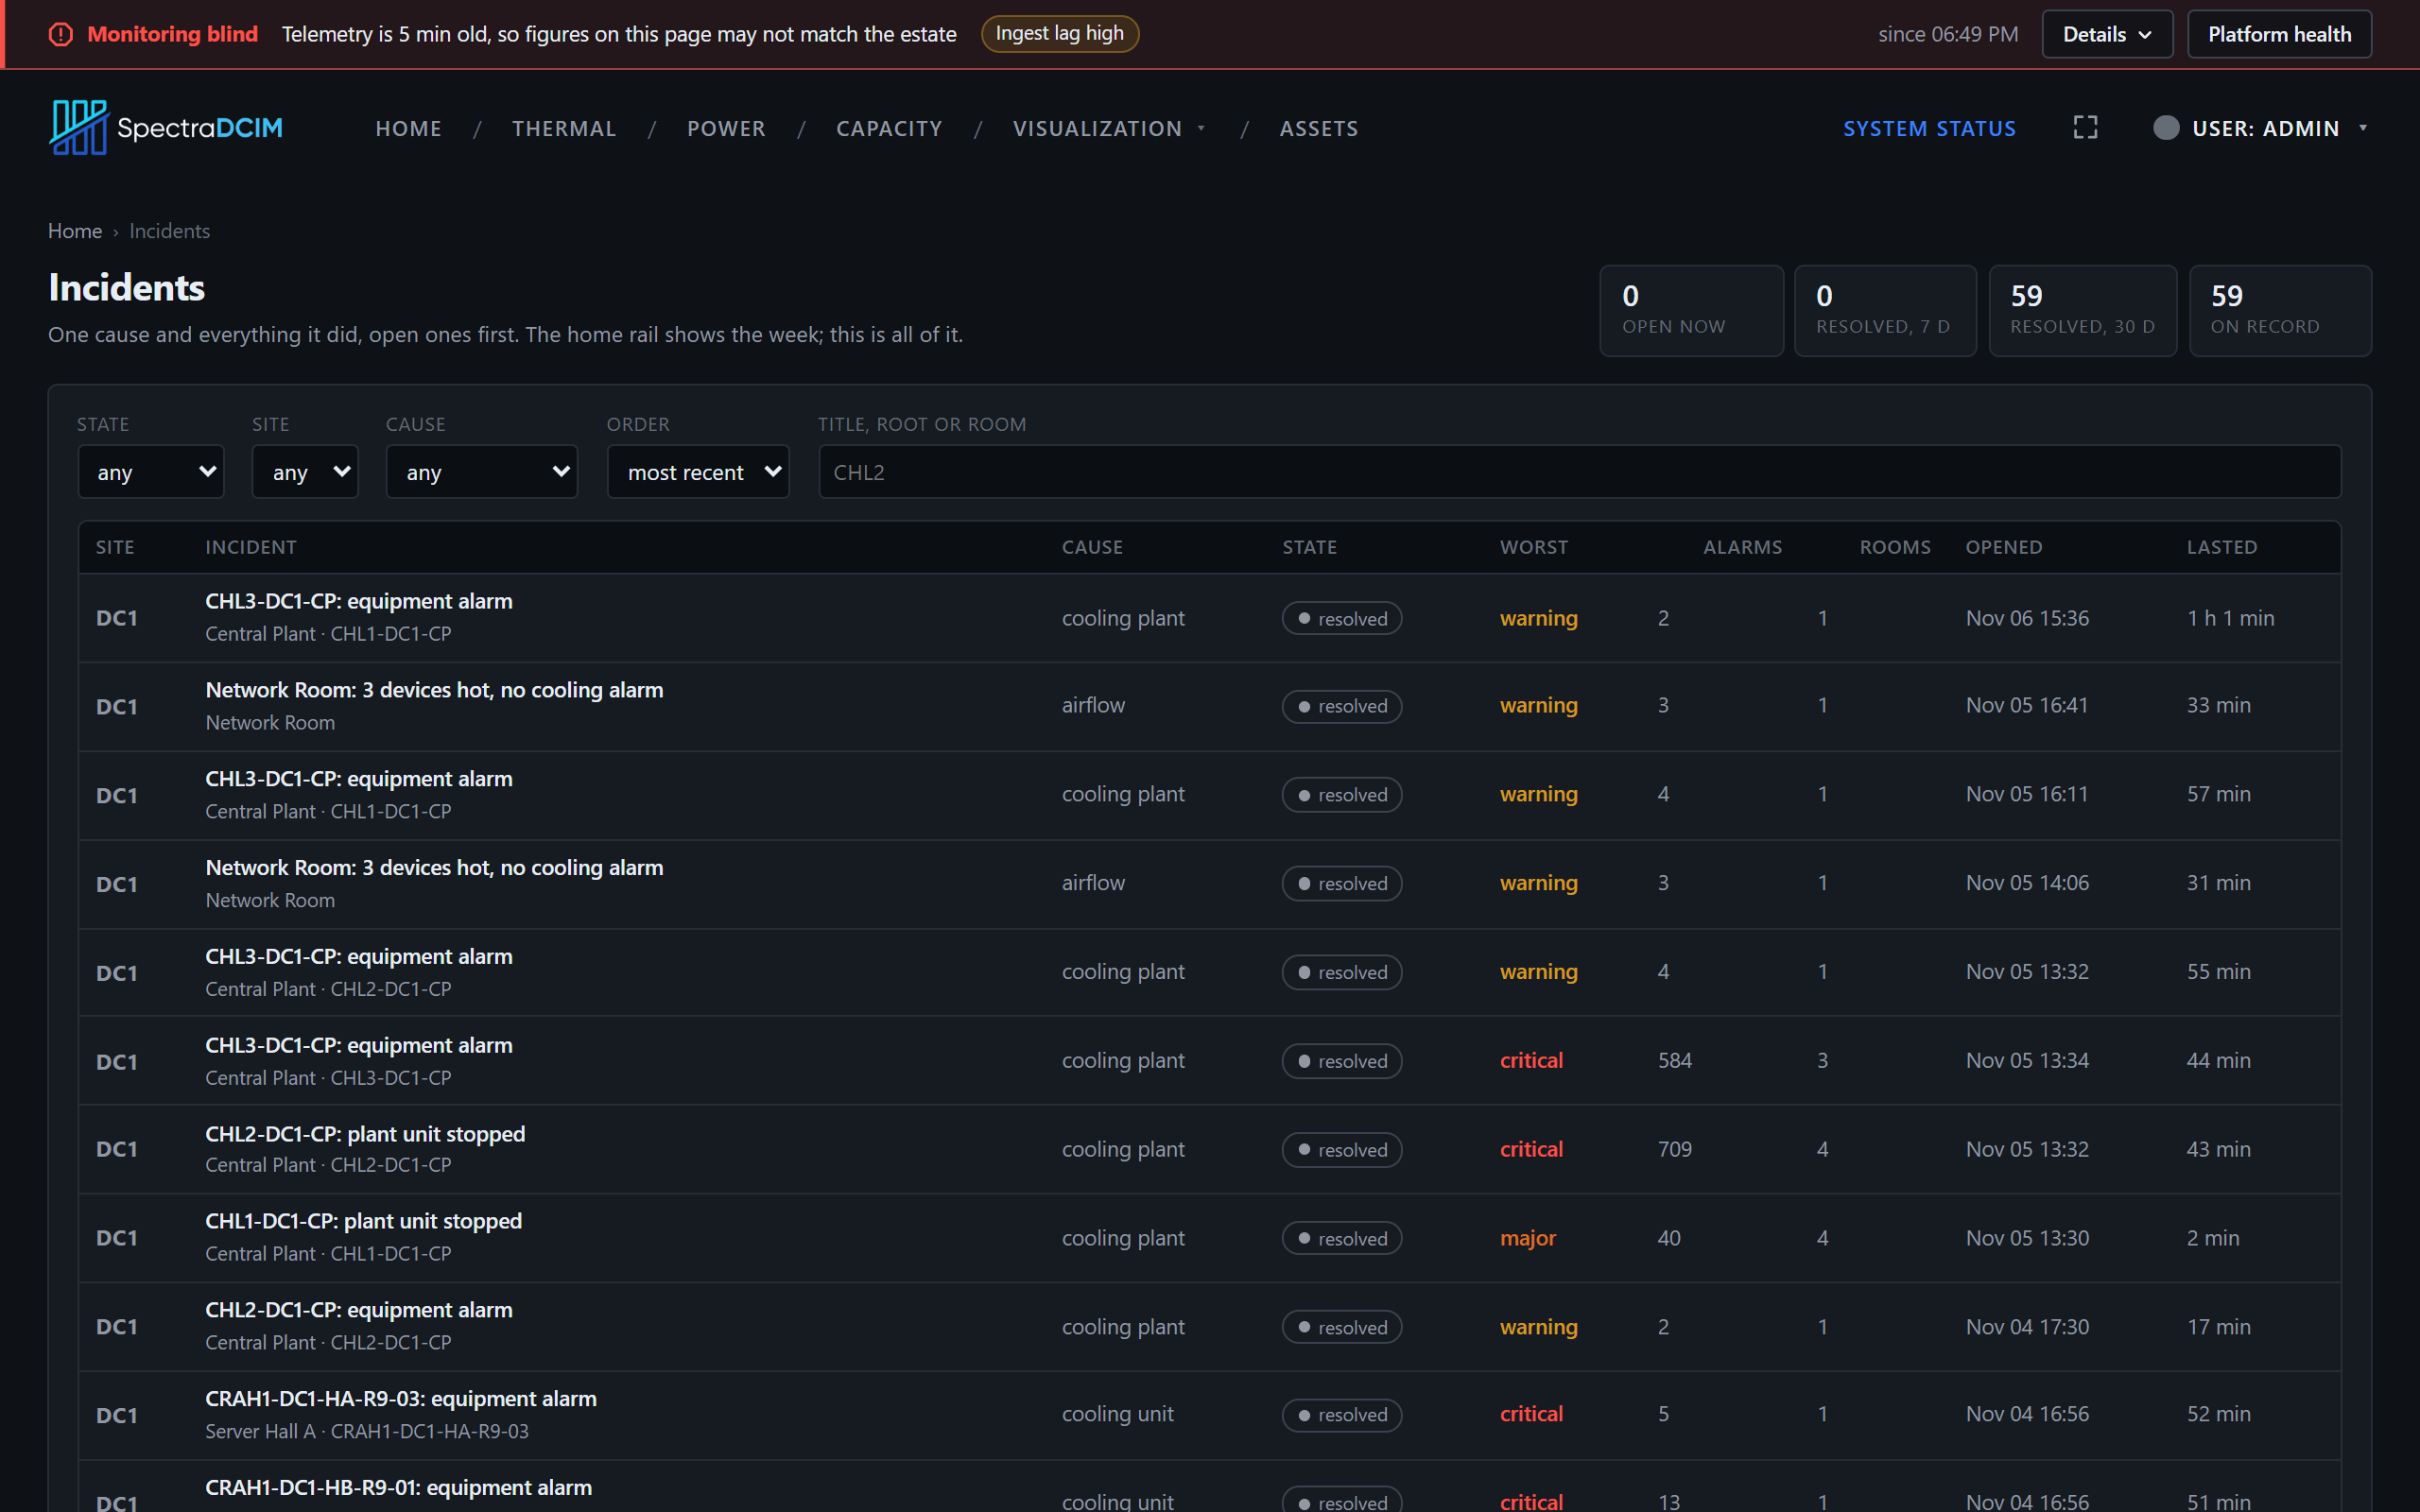 Monitoring blind Telemetry is 5 min old, so figures on this page may not match the estate Ingest lag high since 06:49 PM Details Platform health
SpectraDCIM HOME / THERMAL / POWER / CAPACITY / VISUALIZATION / ASSETS SYSTEM STATUS USER: ADMIN
Home › Incidents
Incidents
One cause and everything it did, open ones first. The home rail shows the week; this is all of it.
0 OPEN NOW
0 RESOLVED, 7 D
59 RESOLVED, 30 D
59 ON RECORD
STATE SITE CAUSE ORDER TITLE, ROOT OR ROOM
any any any most recent CHL2
SITE INCIDENT CAUSE STATE WORST ALARMS ROOMS OPENED LASTED
CHL3-DC1-CP: equipment alarm
DC1 cooling plant resolved warning 2 1 Nov 06 15:36 1 h 1 min
Central Plant · CHL1-DC1-CP
Network Room: 3 devices hot, no cooling alarm
DC1 airflow resolved warning 3 1 Nov 05 16:41 33 min
Network Room
CHL3-DC1-CP: equipment alarm
DC1 cooling plant resolved warning 4 1 Nov 05 16:11 57 min
Central Plant · CHL1-DC1-CP
Network Room: 3 devices hot, no cooling alarm
DC1 airflow resolved warning 3 1 Nov 05 14:06 31 min
Network Room
CHL3-DC1-CP: equipment alarm
DC1 cooling plant resolved warning 4 1 Nov 05 13:32 55 min
Central Plant · CHL2-DC1-CP
CHL3-DC1-CP: equipment alarm
DC1 cooling plant resolved critical 584 3 Nov 05 13:34 44 min
Central Plant · CHL3-DC1-CP
CHL2-DC1-CP: plant unit stopped
DC1 cooling plant resolved critical 709 4 Nov 05 13:32 43 min
Central Plant · CHL2-DC1-CP
CHL1-DC1-CP: plant unit stopped
DC1 cooling plant resolved major 40 4 Nov 05 13:30 2 min
Central Plant · CHL1-DC1-CP
CHL2-DC1-CP: equipment alarm
DC1 cooling plant resolved warning 2 1 Nov 04 17:30 17 min
Central Plant · CHL2-DC1-CP
CRAH1-DC1-HA-R9-03: equipment alarm
DC1 cooling unit resolved critical 5 1 Nov 04 16:56 52 min
Server Hall A · CRAH1-DC1-HA-R9-03
CRAH1-DC1-HB-R9-01: equipment alarm
DC1 cooling unit resolved critical 13 1 Nov 04 16:56 51 min